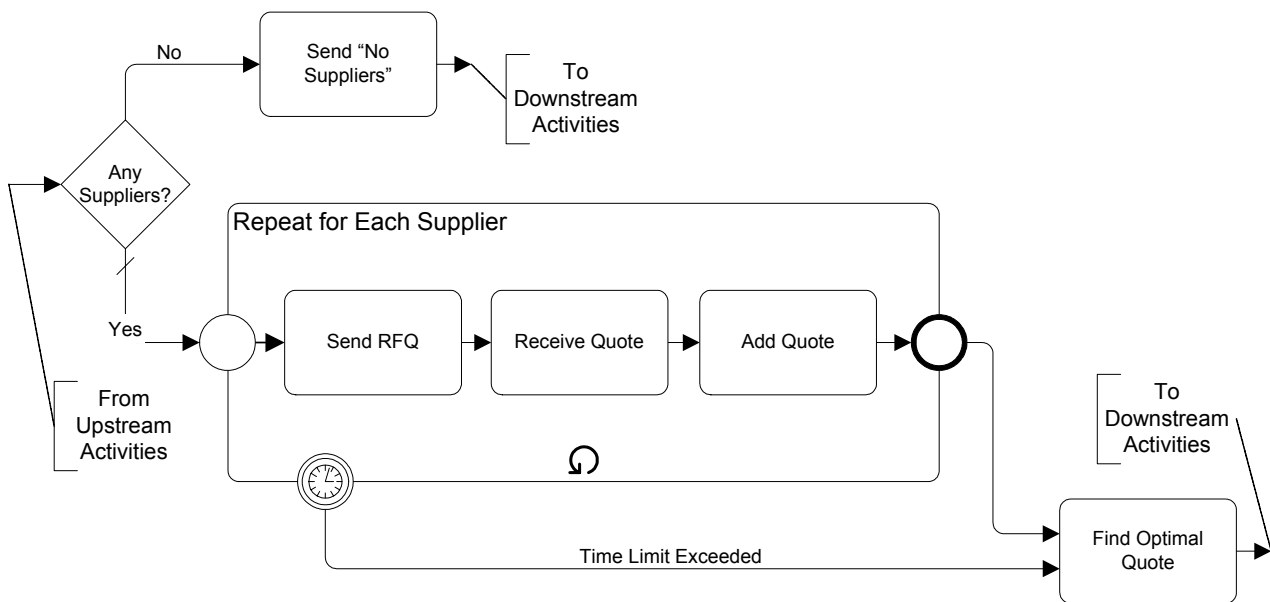 No
Send “No
Suppliers”
To
Downstream
Activities
Any
Suppliers?
Repeat for Each Supplier
Yes
Send RFQ
Receive Quote
Add Quote
From
Upstream
Activities
To
Downstream
Activities
Time Limit Exceeded
Find Optimal
Quote